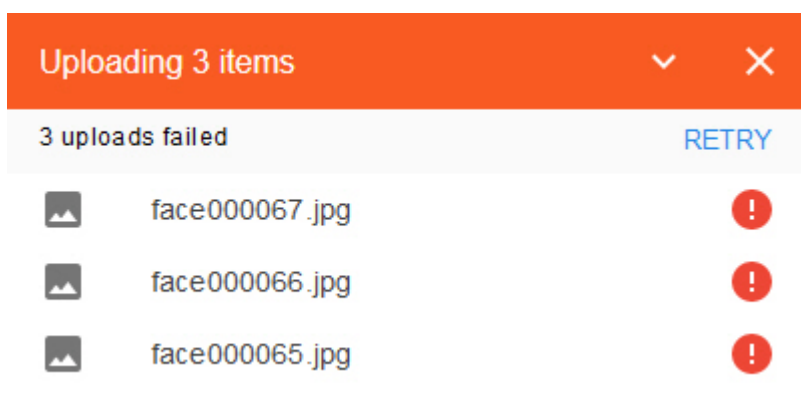 Uploading 3 items
3 uploads failed RETRY
face000067.jpg
face000066.jpg
face000065.jpg